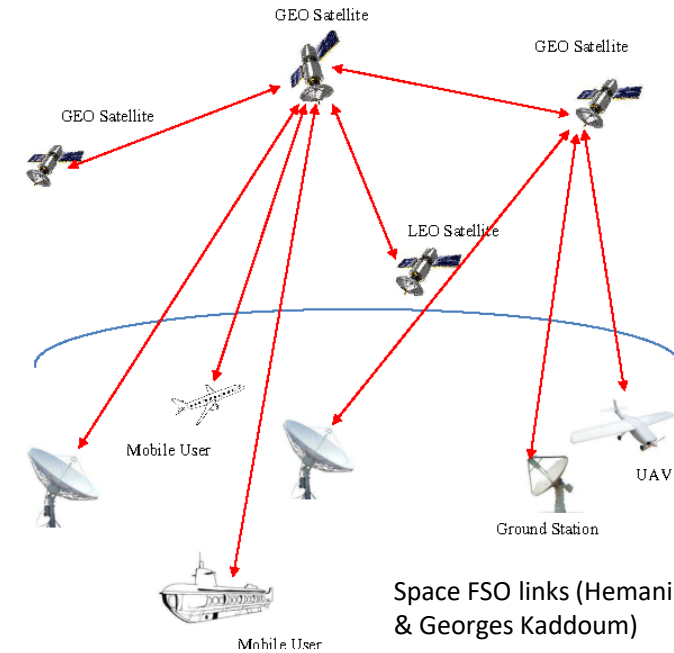 GEO Satellite
GEO Satellite
GEO Satellite
LEO Satellite
Mobile User
UAV
Ground Station
Space FSO links (Hemani
& Georges Kaddoum)
Mobile User